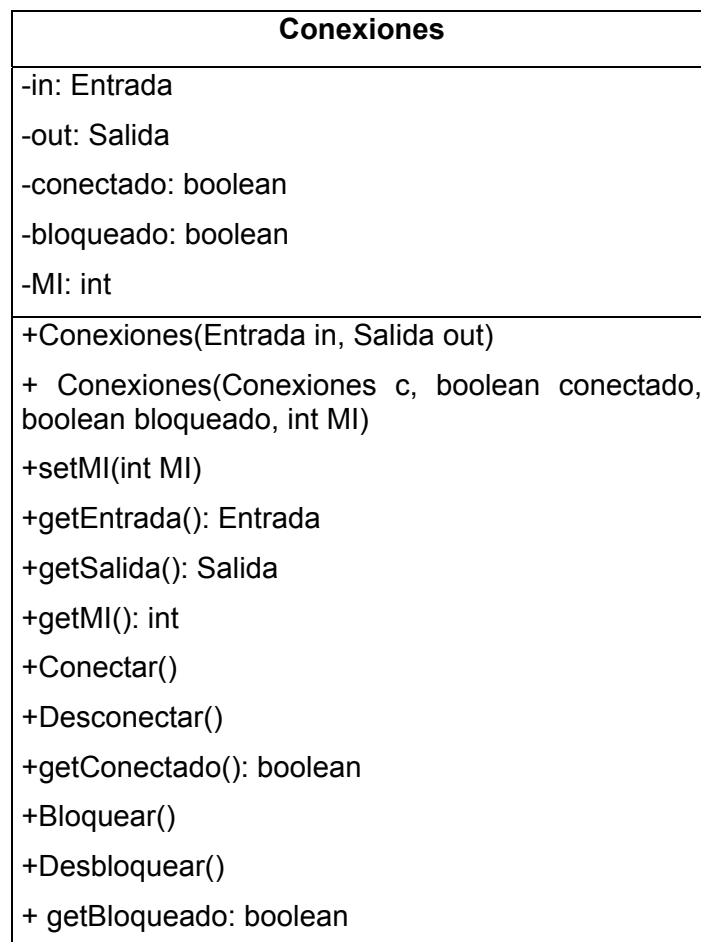 Conexiones
-in: Entrada
-out: Salida
-conectado: boolean
-bloqueado: boolean
-MI: int
+Conexiones(Entrada in, Salida out)
+ Conexiones(Conexiones c, boolean conectado,
boolean bloqueado, int MI)
+setMI(int MI)
+getEntrada(): Entrada
+getSalida(): Salida
+getMI(): int
+Conectar()
+Desconectar()
+getConectado(): boolean
+Bloquear()
+Desbloquear()
+ getBloqueado: boolean